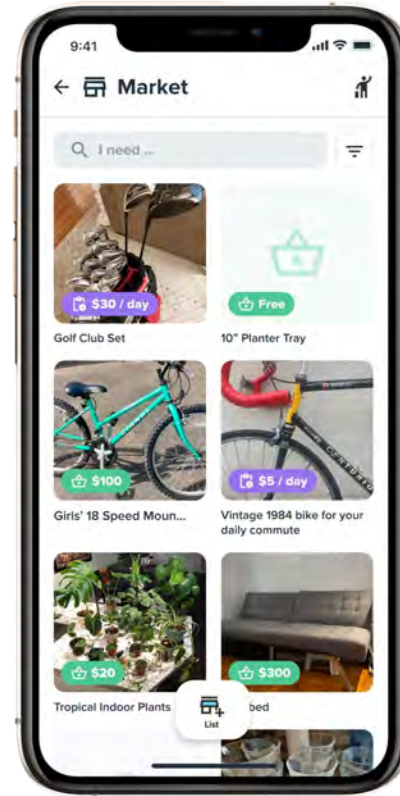 9:41
Market
I need ...
$30 / day
Free
Golf Club Set
10" Planter Tray
$100
$5 / day
Girls' 18 Speed Moun...
Vintage 1984 bike for your
daily commute
CENTURION
$20
$300
Tropical Indoor Plants
bed
List